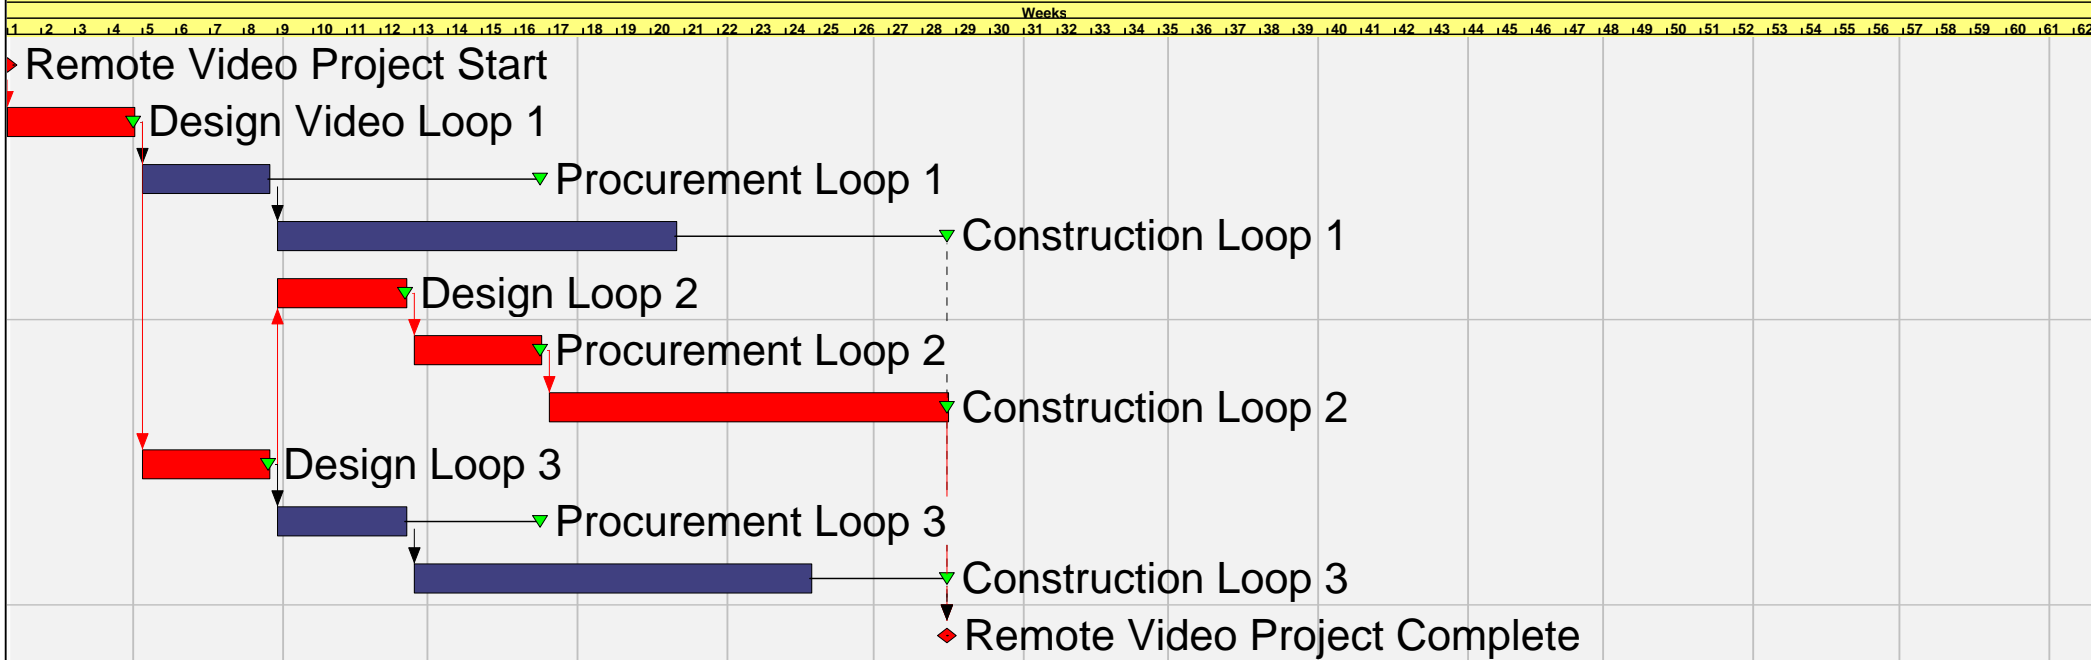 Weeks
1 2 3 4 5 6 7 8 9 10 11 12 13 14 15 16 17 18 19 20 21 22 23 24 25 26 27 28 29 30 31 32 33 34 35 36 37 38 39 40 41 42 43 44 45 46 47 48 49 50 51 52 53 54 55 56 57 58 59 60 61 62
Remote Video Project Start
Design Video Loop 1
Procurement Loop 1
Construction Loop 1
Design Loop 2
Procurement Loop 2
Construction Loop 2
Design Loop 3
Procurement Loop 3
Construction Loop 3
Remote Video Project Complete